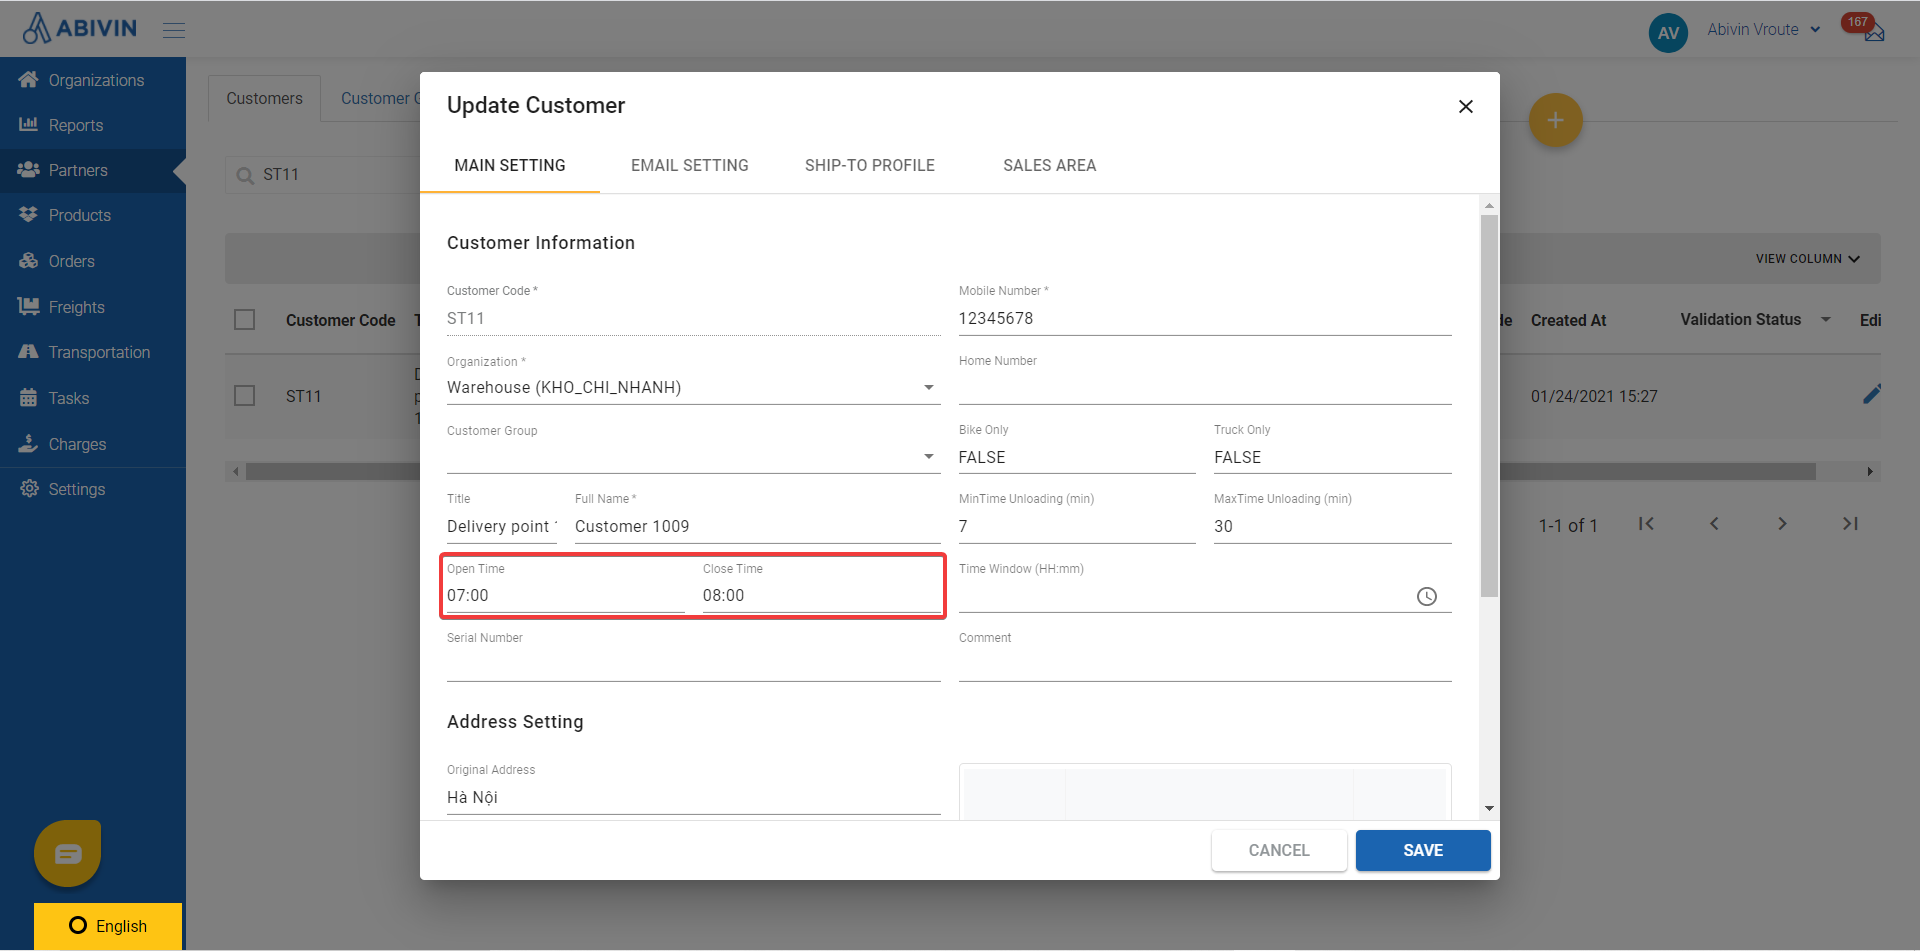 ABIVIN
AV
Abivin Vroute
167
Organizations
Reports
Partners
Products
Orders
Freights
Transportation
Tasks
Charges
Settings
English
Customers
Customer G
ST11
VIEW COLUMN
Customer Code
Created At
Validation Status
Edi
ST11
01/24/2021 15:27
1-1 of 1
Update Customer
MAIN SETTING
EMAIL SETTING
SHIP-TO PROFILE
SALES AREA
Customer Information
Customer Code *
ST11
Mobile Number *
12345678
Organization *
Warehouse (KHO_CHI_NHANH)
Home Number
Customer Group
Bike Only
FALSE
Truck Only
FALSE
Title
Delivery point
Full Name *
Customer 1009
MinTime Unloading (min)
7
MaxTime Unloading (min)
30
Open Time
07:00
Close Time
08:00
Time Window (HH:mm)
Serial Number
Comment
Address Setting
Original Address
Hà Nội
CANCEL
SAVE